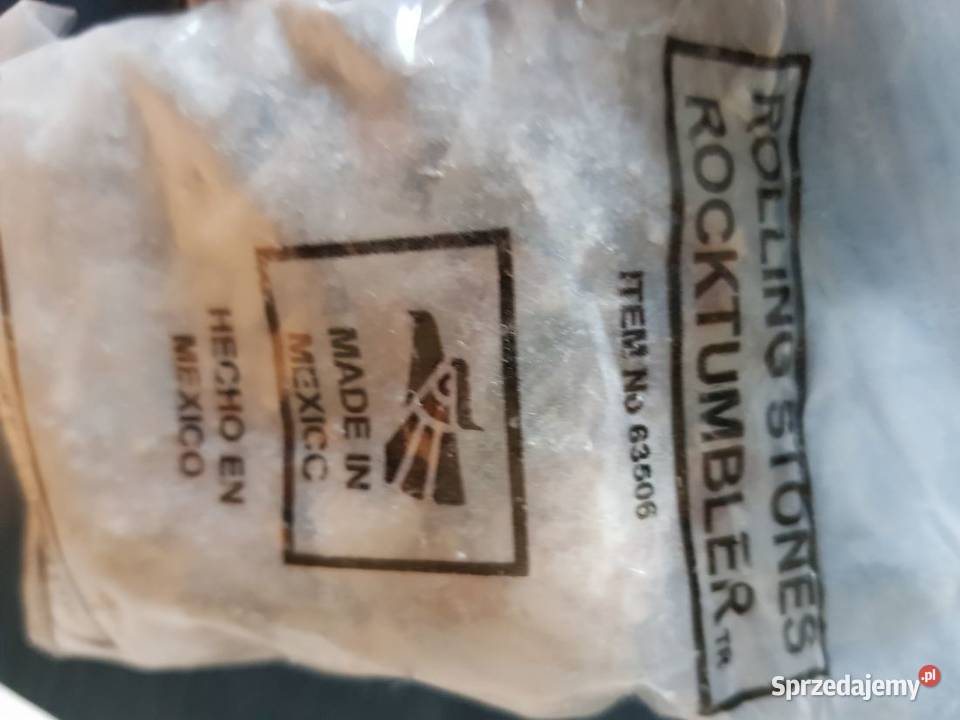 ROLLING STONES
ROCKTUMBLER TR
ITEM No 63506
MADE IN
MEXICO
HECHO EN
MEXICO
Sprzedajemy.pl